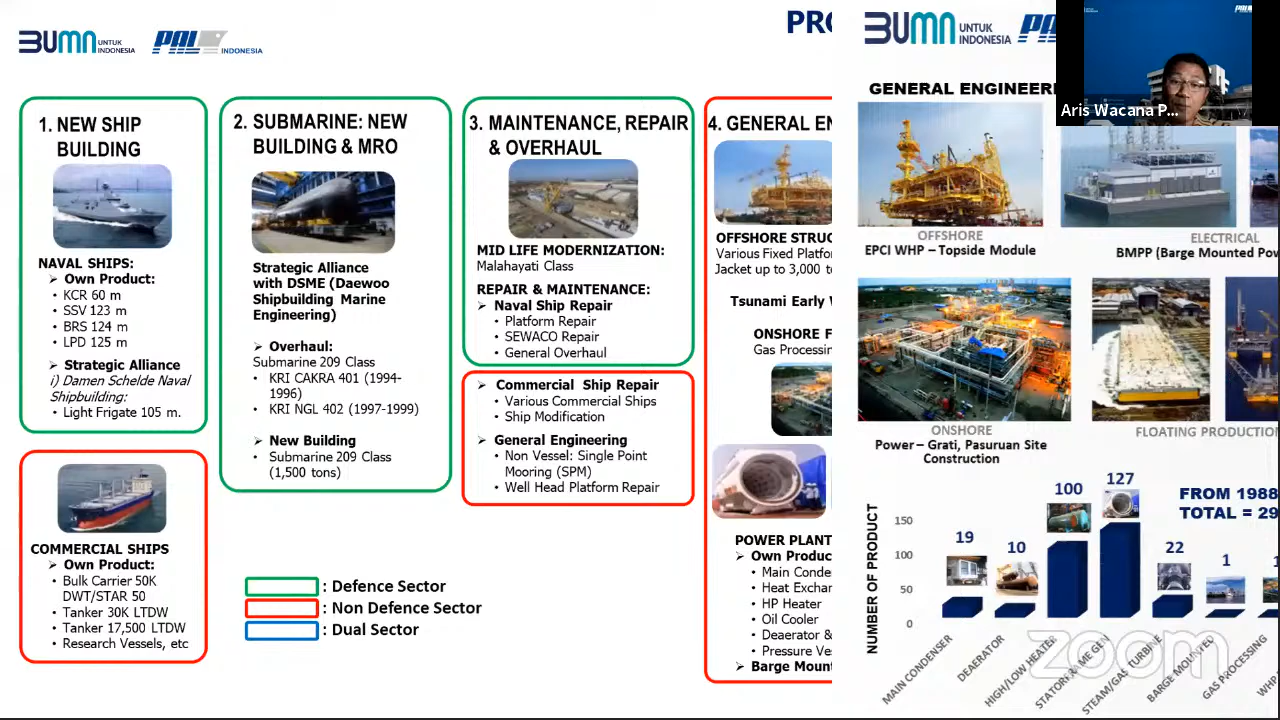 BUMN UNTUK INDONESIA
PAL INDONESIA
PRO
1. NEW SHIP
BUILDING
NAVAL SHIPS:
➢ Own Product:
• KCR 60 m
• SSV 123 m
• BRS 124 m
• LPD 125 m
➢ Strategic Alliance
i) Damen Schelde Naval
Shipbuilding:
• Light Frigate 105 m.
COMMERCIAL SHIPS
➢ Own Product:
• Bulk Carrier 50K
DWT/STAR 50
• Tanker 30K LTDW
• Tanker 17,500 LTDW
• Research Vessels, etc
2. SUBMARINE: NEW
BUILDING & MRO
Strategic Alliance
with DSME (Daewoo
Shipbuilding Marine
Engineering)
➢ Overhaul:
Submarine 209 Class
• KRI CAKRA 401 (1994-
1996)
• KRI NGL 402 (1997-1999)
➢ New Building
• Submarine 209 Class
(1,500 tons)
: Defence Sector
: Non Defence Sector
: Dual Sector
3. MAINTENANCE, REPAIR
& OVERHAUL
MID LIFE MODERNIZATION:
Malahayati Class
REPAIR & MAINTENANCE:
➢ Naval Ship Repair
• Platform Repair
• SEWACO Repair
• General Overhaul
➢ Commercial Ship Repair
• Various Commercial Ships
• Ship Modification
➢ General Engineering
• Non Vessel: Single Point
Mooring (SPM)
• Well Head Platform Repair
4. GENERAL EN
OFFSHORE STRUC
Various Fixed Platfor
Jacket up to 3,000 t
Tsunami Early
ONSHORE F
Gas Processin
POWER PLANT
➢ Own Produc
• Main Conde
• Heat Exchar
• HP Heater
• Oil Cooler
• Deaerator &
• Pressure Ves
➢ Barge Mount
BUMN UNTUK INDONESIA
PAL
Aris Wacana P...
GENERAL ENGINEER
OFFSHORE
EPCI WHP – Topside Module
ELECTRICAL
BMPP (Barge Mounted Pow
ONSHORE
Power – Grati, Pasuruan Site
Construction
FLOATING PRODUCTION
FROM 1988
TOTAL = 29
NUMBER OF PRODUCT
150
100
50
0
19
10
100
127
22
1
1
MAIN CONDENSER
DEAERATOR
HIGH/LOW HEATER
STATOR FRAME GEN
STEAM/GAS TURBINE
BARGE MOUNTED
GAS PROCESSING
WHP
zoom